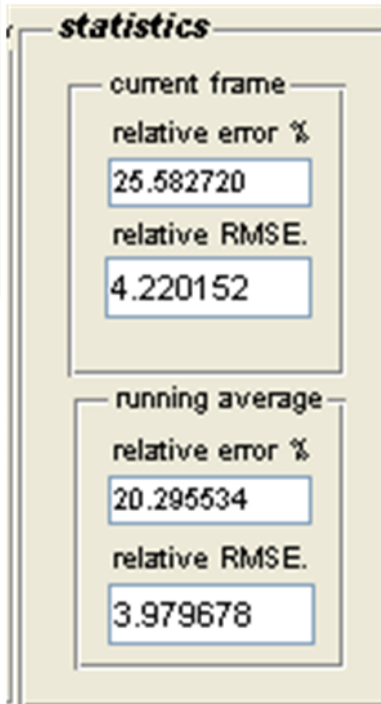 statistics
current frame
relative error %
25.582720
relative RMSE.
4.220152
running average
relative error %
20.295534
relative RMSE.
3.979678